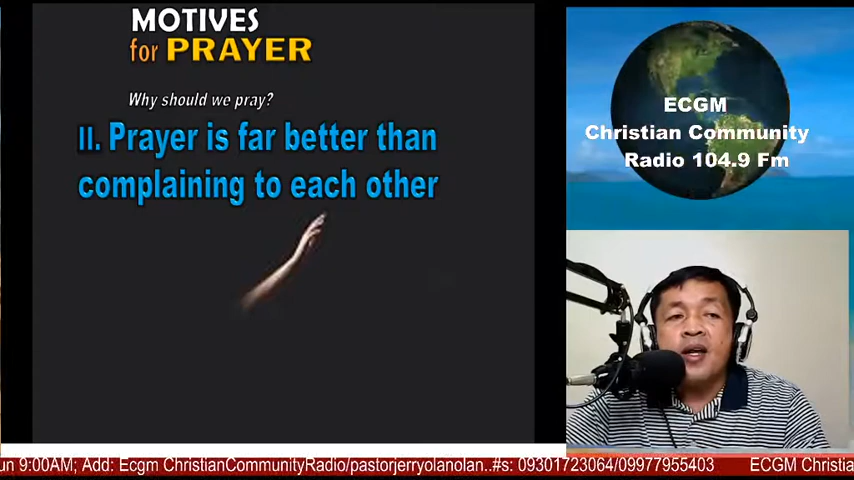 MOTIVES
for PRAYER
Why should we pray?
II. Prayer is far better than
complaining to each other
ECGM
Christian Community
Radio 104.9 Fm
un 9:00AM; Add: Ecgm ChristianCommunityRadio/pastorjerryolanolan..#s: 09301723064/09977955403 ECGM Christia